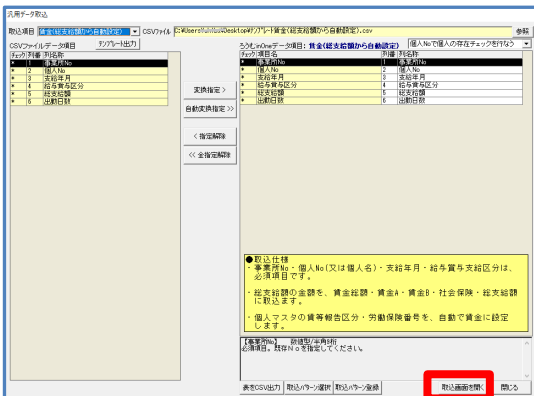 汎用データ取込
取込項目 賃金(総支給額から自動設定) CSVファイル 参照
CSVファイルデータ項目 テンプレート出力 ろうむinOneデータ項目: 賃金(総支給額から自動設定) 個人Noで個人の存在チェックを行なう
チェック 列番 列名称
* 1 事業所No
* 2 個人No
* 3 支給年月
* 4 給与賞与区分
* 5 総支給額
* 6 出勤日数
変換指定 >
自動変換指定 >>
< 指定解除
<< 全指定解除
チェック 項目名 列番 列名称
* 事業所No 1 事業所No
* 個人No 2 個人No
* 支給年月 3 支給年月
* 給与賞与区分 4 給与賞与区分
* 総支給額 5 総支給額
* 出勤日数 6 出勤日数
●取込仕様
・事業所No・個人No(又は個人名)・支給年月・給与賞与支給区分は、
必須項目です。
・総支給額の金額を、賃金総額・賃金A・賃金B・社会保険・総支給額
に取込ます。
・個人マスタの賃等報告区分・労働保険番号を、自動で賃金に設定
します。
【事業所No】 数値型/半角8桁
必須項目。既存Noを指定してください。
表をCSV出力 取込パターン選択 取込パターン登録 取込画面を開く 閉じる